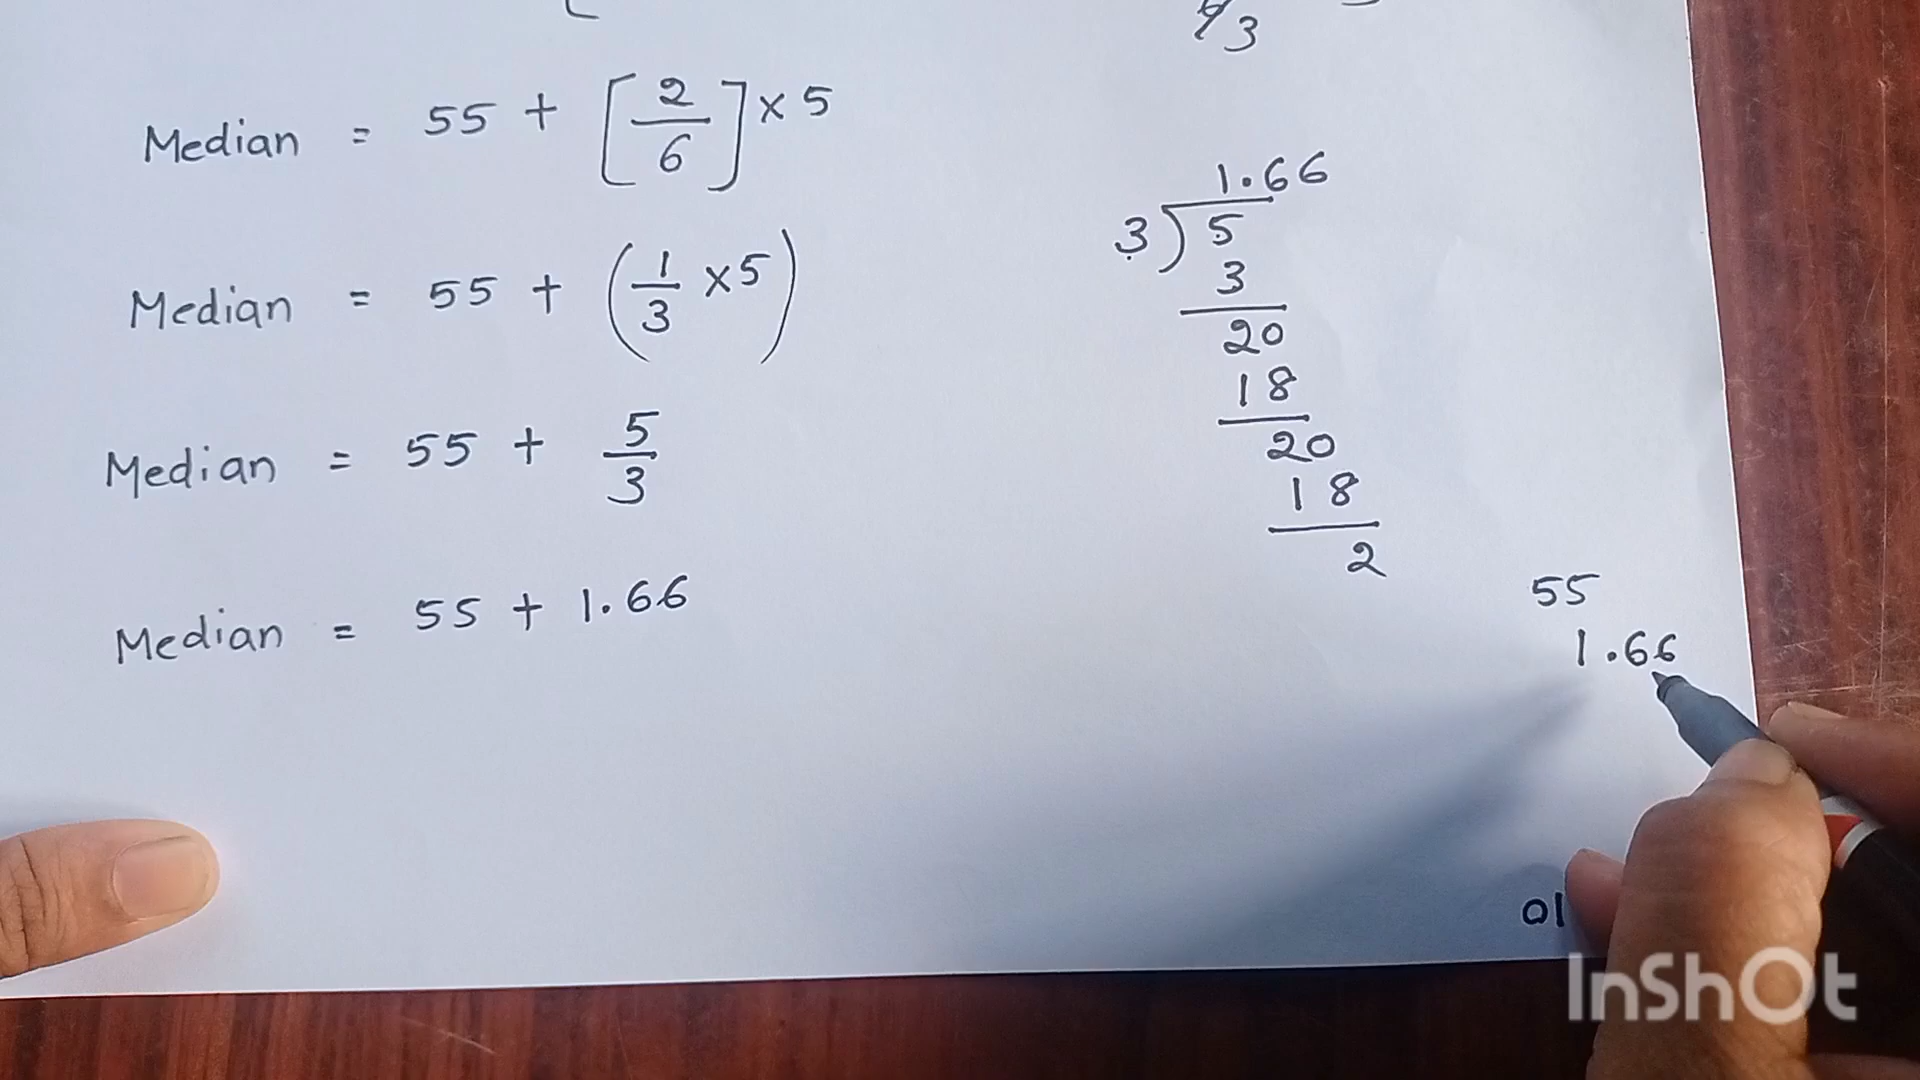 3
Median = 55 + [2/6] × 5
Median = 55 + (1/3 × 5)
Median = 55 + 5/3
Median = 55 + 1.66
1.66
3 ) 5
3
20
18
20
18
2
55
1.66
01
InShOt